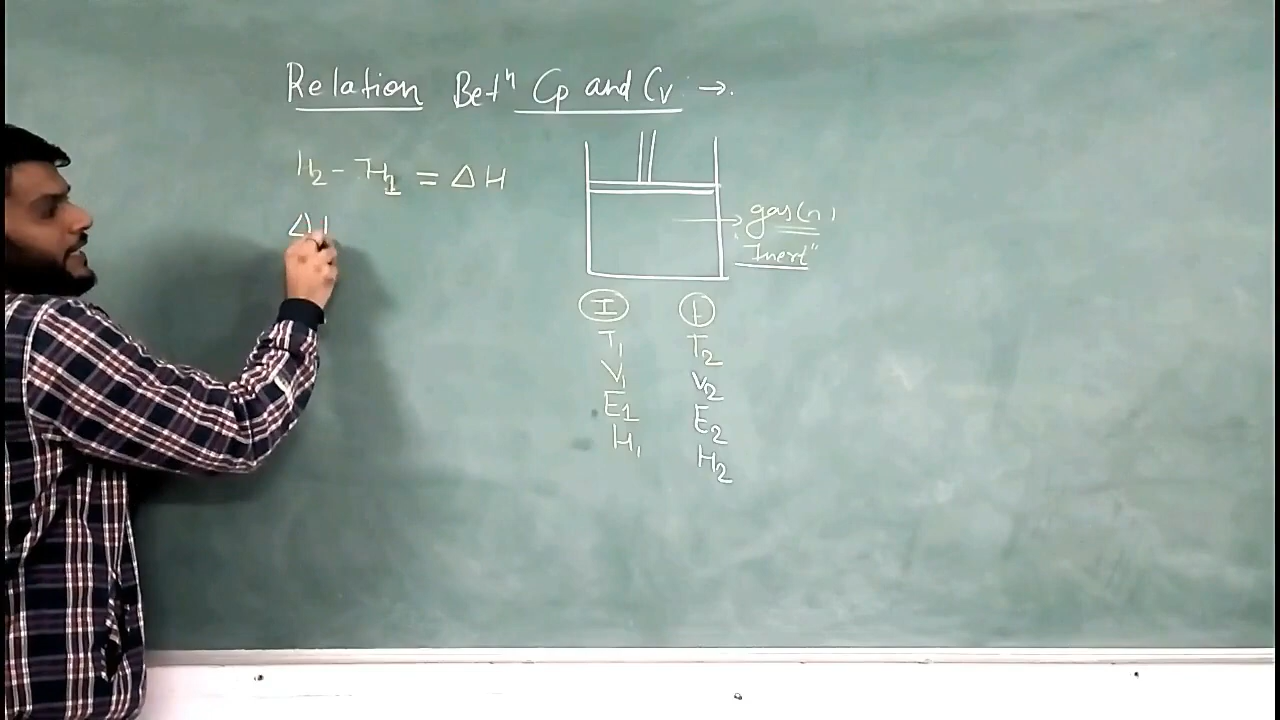 Relation Betⁿ Cp and Cv →.
H₂ - H₁ = ΔH
ΔH
gas(n)
"Inert"
I F
T₁ T₂
V₁ V₂
E₁ E₂
H₁ H₂